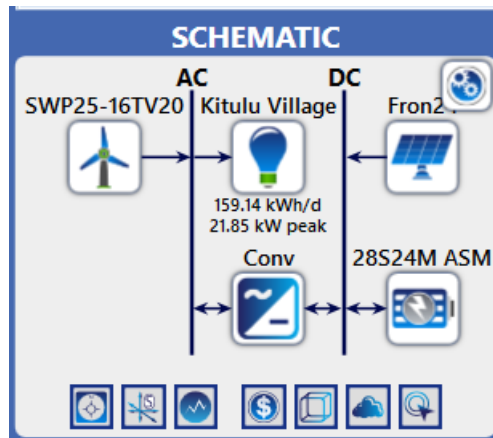 SCHEMATIC
AC DC
SWP25-16TV20 Kitulu Village
159.14 kWh/d
21.85 kW peak
Conv 28S24M ASM